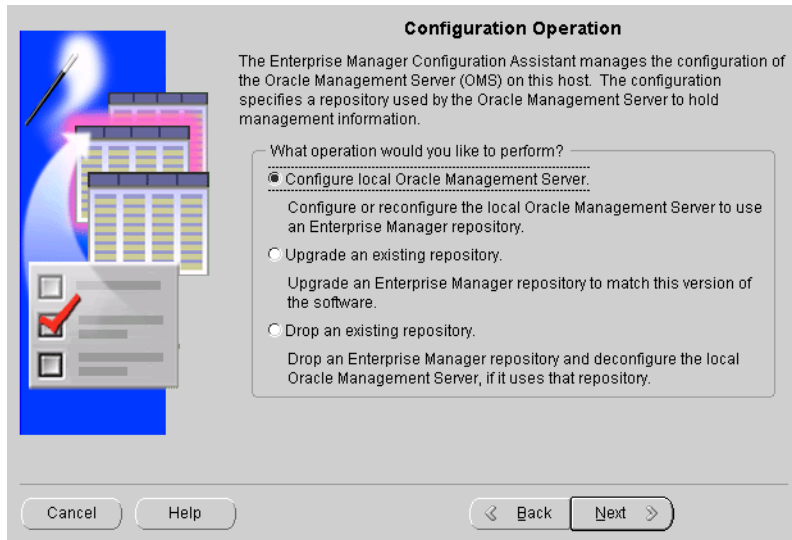 Configuration Operation
The Enterprise Manager Configuration Assistant manages the configuration of
the Oracle Management Server (OMS) on this host.  The configuration
specifies a repository used by the Oracle Management Server to hold
management information.
What operation would you like to perform?
Configure local Oracle Management Server.
Configure or reconfigure the local Oracle Management Server to use
an Enterprise Manager repository.
Upgrade an existing repository.
Upgrade an Enterprise Manager repository to match this version of
the software.
Drop an existing repository.
Drop an Enterprise Manager repository and deconfigure the local
Oracle Management Server, if it uses that repository.
Cancel Help Back Next